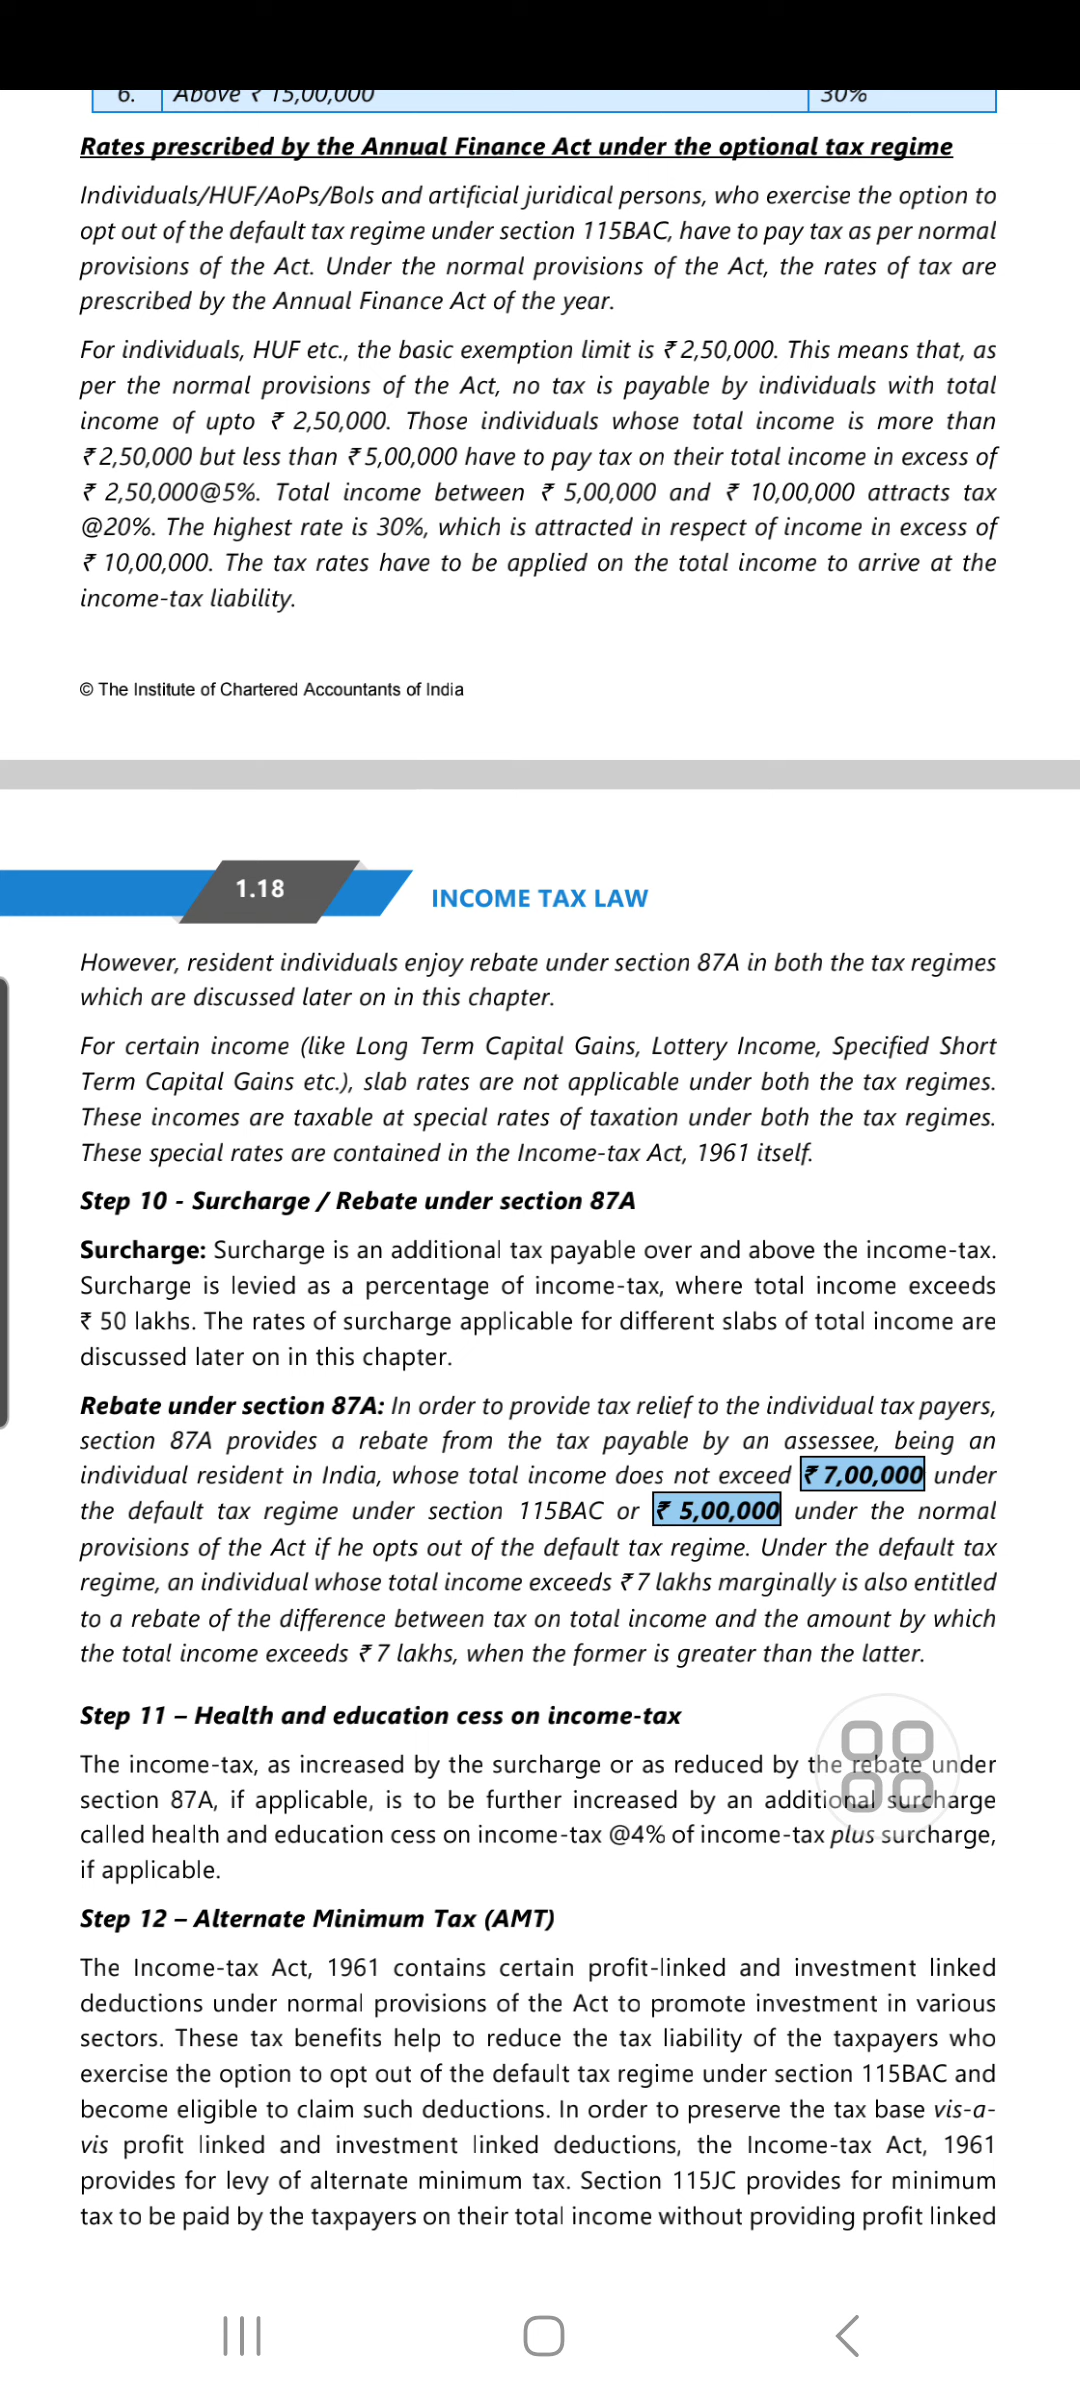 6. Above ₹ 15,00,000 30%
Rates prescribed by the Annual Finance Act under the optional tax regime
Individuals/HUF/AoPs/BoIs and artificial juridical persons, who exercise the option to
opt out of the default tax regime under section 115BAC, have to pay tax as per normal
provisions of the Act. Under the normal provisions of the Act, the rates of tax are
prescribed by the Annual Finance Act of the year.
For individuals, HUF etc., the basic exemption limit is ₹ 2,50,000. This means that, as
per the normal provisions of the Act, no tax is payable by individuals with total
income of upto ₹ 2,50,000. Those individuals whose total income is more than
₹ 2,50,000 but less than ₹ 5,00,000 have to pay tax on their total income in excess of
₹ 2,50,000@5%. Total income between ₹ 5,00,000 and ₹ 10,00,000 attracts tax
@20%. The highest rate is 30%, which is attracted in respect of income in excess of
₹ 10,00,000. The tax rates have to be applied on the total income to arrive at the
income-tax liability.
© The Institute of Chartered Accountants of India
1.18 INCOME TAX LAW
However, resident individuals enjoy rebate under section 87A in both the tax regimes
which are discussed later on in this chapter.
For certain income (like Long Term Capital Gains, Lottery Income, Specified Short
Term Capital Gains etc.), slab rates are not applicable under both the tax regimes.
These incomes are taxable at special rates of taxation under both the tax regimes.
These special rates are contained in the Income-tax Act, 1961 itself.
Step 10 - Surcharge / Rebate under section 87A
Surcharge: Surcharge is an additional tax payable over and above the income-tax.
Surcharge is levied as a percentage of income-tax, where total income exceeds
₹ 50 lakhs. The rates of surcharge applicable for different slabs of total income are
discussed later on in this chapter.
Rebate under section 87A: In order to provide tax relief to the individual tax payers,
section 87A provides a rebate from the tax payable by an assessee, being an
individual resident in India, whose total income does not exceed ₹ 7,00,000 under
the default tax regime under section 115BAC or ₹ 5,00,000 under the normal
provisions of the Act if he opts out of the default tax regime. Under the default tax
regime, an individual whose total income exceeds ₹ 7 lakhs marginally is also entitled
to a rebate of the difference between tax on total income and the amount by which
the total income exceeds ₹ 7 lakhs, when the former is greater than the latter.
Step 11 – Health and education cess on income-tax
The income-tax, as increased by the surcharge or as reduced by the rebate under
section 87A, if applicable, is to be further increased by an additional surcharge
called health and education cess on income-tax @4% of income-tax plus surcharge,
if applicable.
Step 12 – Alternate Minimum Tax (AMT)
The Income-tax Act, 1961 contains certain profit-linked and investment linked
deductions under normal provisions of the Act to promote investment in various
sectors. These tax benefits help to reduce the tax liability of the taxpayers who
exercise the option to opt out of the default tax regime under section 115BAC and
become eligible to claim such deductions. In order to preserve the tax base vis-a-
vis profit linked and investment linked deductions, the Income-tax Act, 1961
provides for levy of alternate minimum tax. Section 115JC provides for minimum
tax to be paid by the taxpayers on their total income without providing profit linked